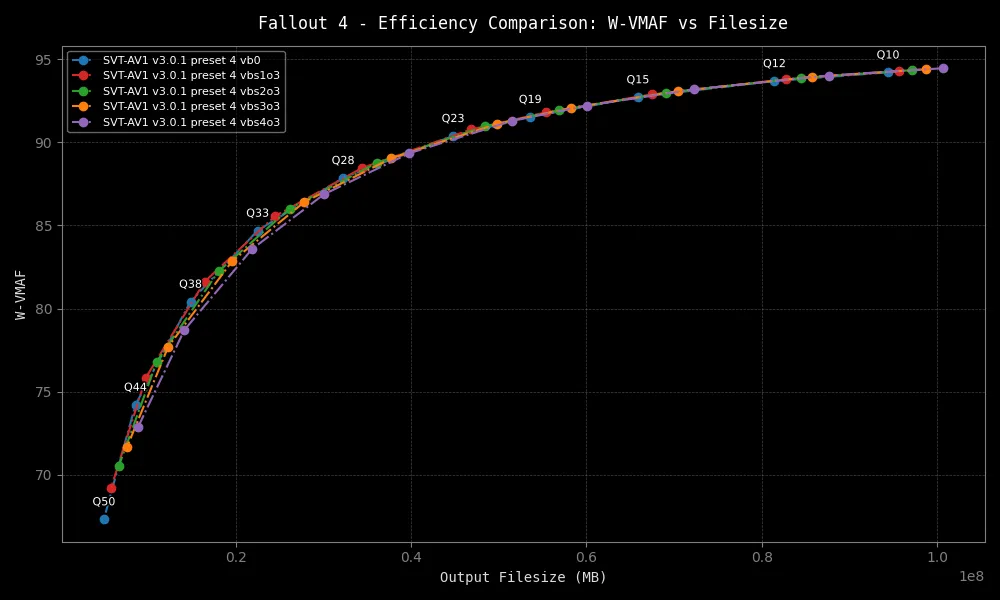 Fallout 4 - Efficiency Comparison: W-VMAF vs Filesize
SVT-AV1 v3.0.1 preset 4 vb0
SVT-AV1 v3.0.1 preset 4 vbs1o3
SVT-AV1 v3.0.1 preset 4 vbs2o3
SVT-AV1 v3.0.1 preset 4 vbs3o3
SVT-AV1 v3.0.1 preset 4 vbs4o3
W-VMAF
95
90
85
80
75
70
Q10
Q12
Q15
Q19
Q23
Q28
Q33
Q38
Q44
Q50
0.2 0.4 0.6 0.8 1.0
1e8
Output Filesize (MB)